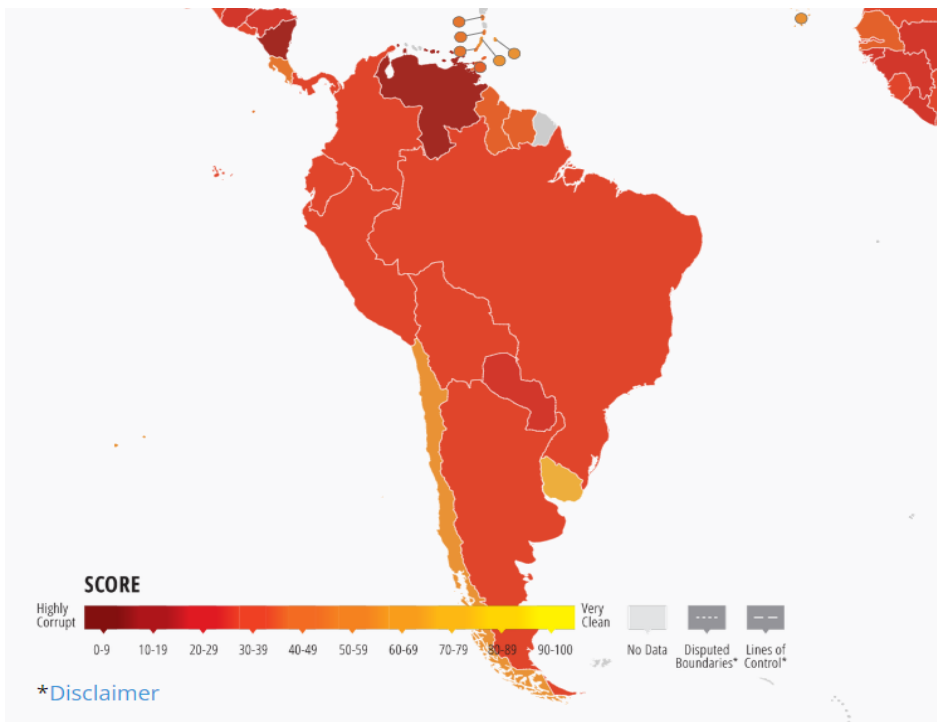 SCORE
Highly
Corrupt
Very
Clean
0-9 10-19 20-29 30-39 40-49 50-59 60-69 70-79 80-89 90-100
No Data
Disputed
Boundaries*
Lines of
Control*
*Disclaimer